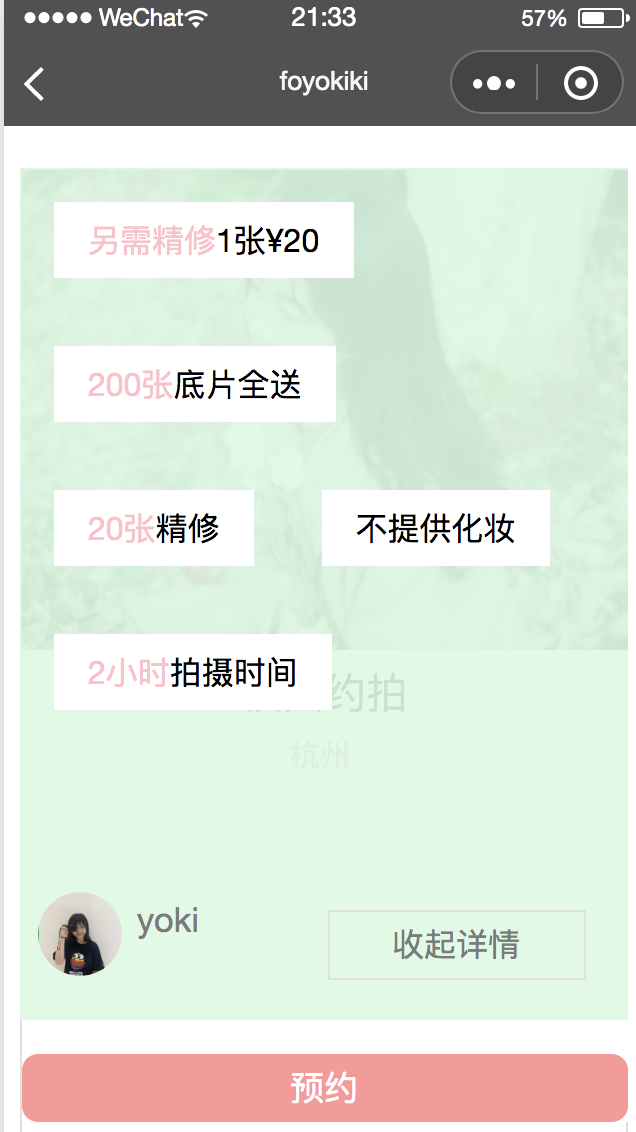 WeChat 21:33 57%
foyokiki
另需精修1张¥20
200张底片全送
20张精修 不提供化妆
2小时拍摄时间
约拍
杭州
yoki
收起详情
预约